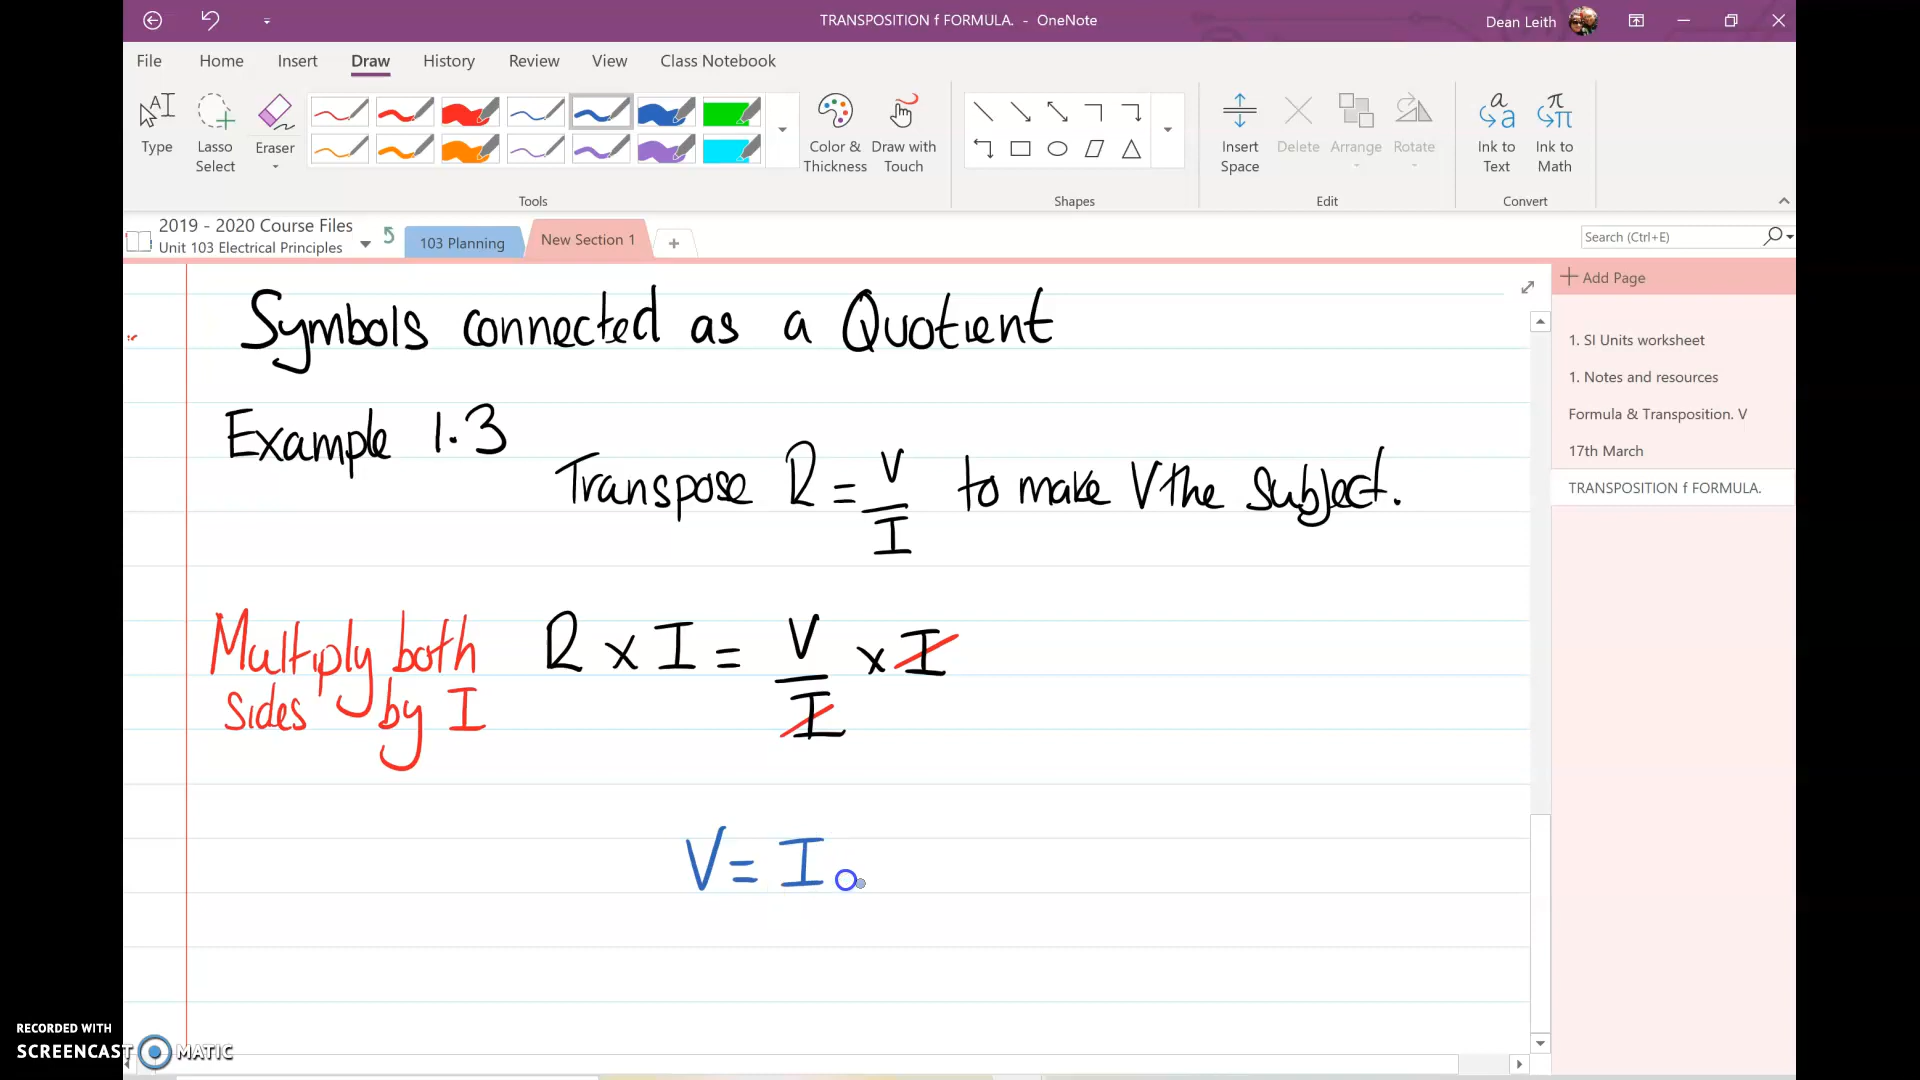 TRANSPOSITION f FORMULA. - OneNote
Dean Leith
File Home Insert Draw History Review View Class Notebook
Type
Lasso Select
Eraser
Color & Thickness
Draw with Touch
Insert Space
Delete
Arrange
Rotate
Ink to Text
Ink to Math
Tools
Shapes
Edit
Convert
2019 - 2020 Course Files
Unit 103 Electrical Principles
103 Planning
New Section 1
Search (Ctrl+E)
Add Page
1. SI Units worksheet
1. Notes and resources
Formula & Transposition. V
17th March
TRANSPOSITION f FORMULA.
Symbols connected as a Quotient
Example 1.3
Transpose R = V/I to make V the Subject.
Multiply both sides by I
R x I = V/I x I
V = I
RECORDED WITH
SCREENCAST MATIC